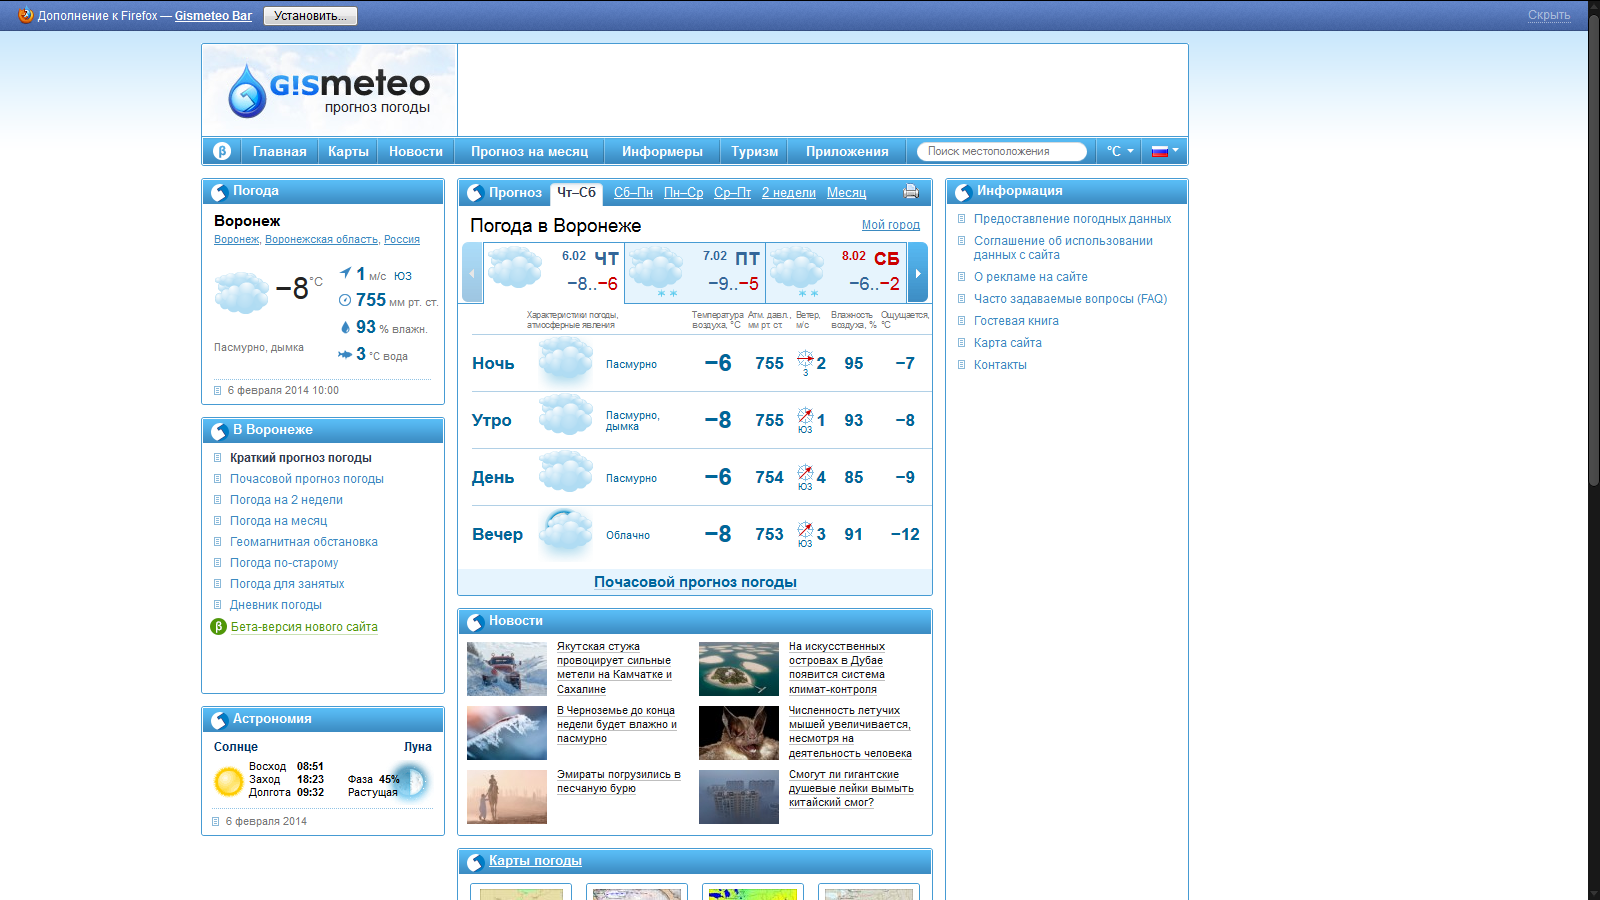 Дополнение к Firefox — Gismeteo Bar Установить... Скрыть
GISmeteo
прогноз погоды
β Главная Карты Новости Прогноз на месяц Информеры Туризм Приложения Поиск местоположения °C
Погода
Воронеж
Воронеж, Воронежская область, Россия
−8 °C
1 м/с ЮЗ
755 мм рт. ст.
93 % влажн.
3 °C вода
Пасмурно, дымка
6 февраля 2014 10:00
В Воронеже
Краткий прогноз погоды
Почасовой прогноз погоды
Погода на 2 недели
Погода на месяц
Геомагнитная обстановка
Погода по-старому
Погода для занятых
Дневник погоды
β Бета-версия нового сайта
Астрономия
Солнце Луна
Восход 08:51
Заход 18:23 Фаза 45%
Долгота 09:32 Растущая
6 февраля 2014
Прогноз Чт–Сб Сб–Пн Пн–Ср Ср–Пт 2 недели Месяц
Погода в Воронеже Мой город
6.02 ЧТ 7.02 ПТ 8.02 СБ
−8..−6 −9..−5 −6..−2
Характеристики погоды, Температура Атм. давл., Ветер, Влажность Ощущается,
атмосферные явления воздуха, °C мм рт. ст. м/с воздуха, % °C
Ночь Пасмурно −6 755 З 2 95 −7
Утро Пасмурно, дымка −8 755 ЮЗ 1 93 −8
День Пасмурно −6 754 ЮЗ 4 85 −9
Вечер Облачно −8 753 ЮЗ 3 91 −12
Почасовой прогноз погоды
Новости
Якутская стужа
провоцирует сильные
метели на Камчатке и
Сахалине
На искусственных
островах в Дубае
появится система
климат-контроля
В Черноземье до конца
недели будет влажно и
пасмурно
Численность летучих
мышей увеличивается,
несмотря на
деятельность человека
Эмираты погрузились в
песчаную бурю
Смогут ли гигантские
душевые лейки вымыть
китайский смог?
Карты погоды
Информация
Предоставление погодных данных
Соглашение об использовании
данных с сайта
О рекламе на сайте
Часто задаваемые вопросы (FAQ)
Гостевая книга
Карта сайта
Контакты